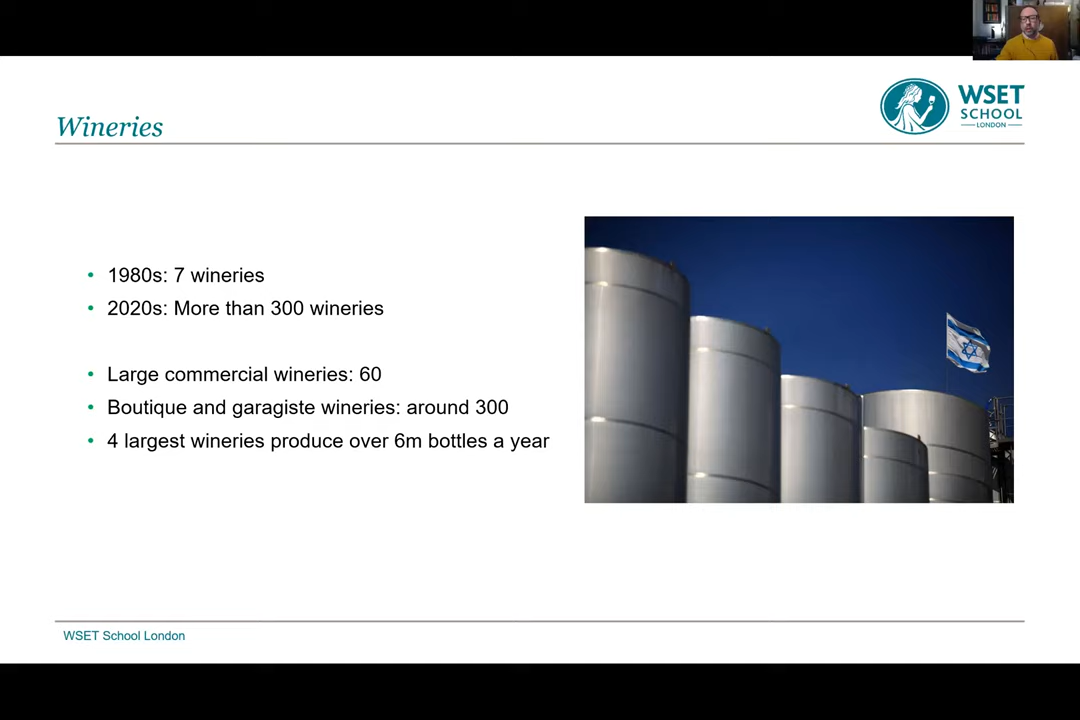 Wineries
WSET
SCHOOL
LONDON
• 1980s: 7 wineries
• 2020s: More than 300 wineries
• Large commercial wineries: 60
• Boutique and garagiste wineries: around 300
• 4 largest wineries produce over 6m bottles a year
WSET School London